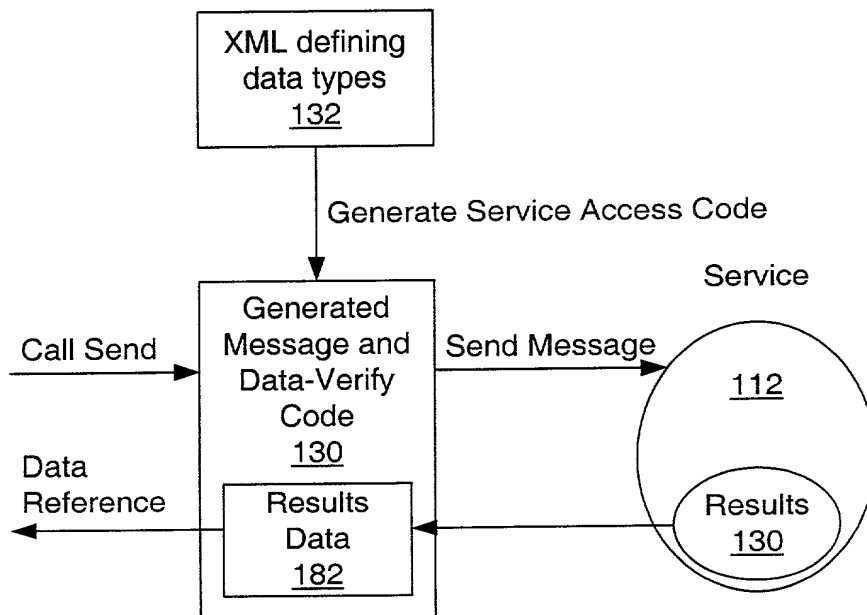 XML defining
data types
132
Generate Service Access Code
Service
Generated
Message and
Data-Verify
Code
130
Call Send
Send Message
112
Data
Reference
Results
Data
182
Results
130